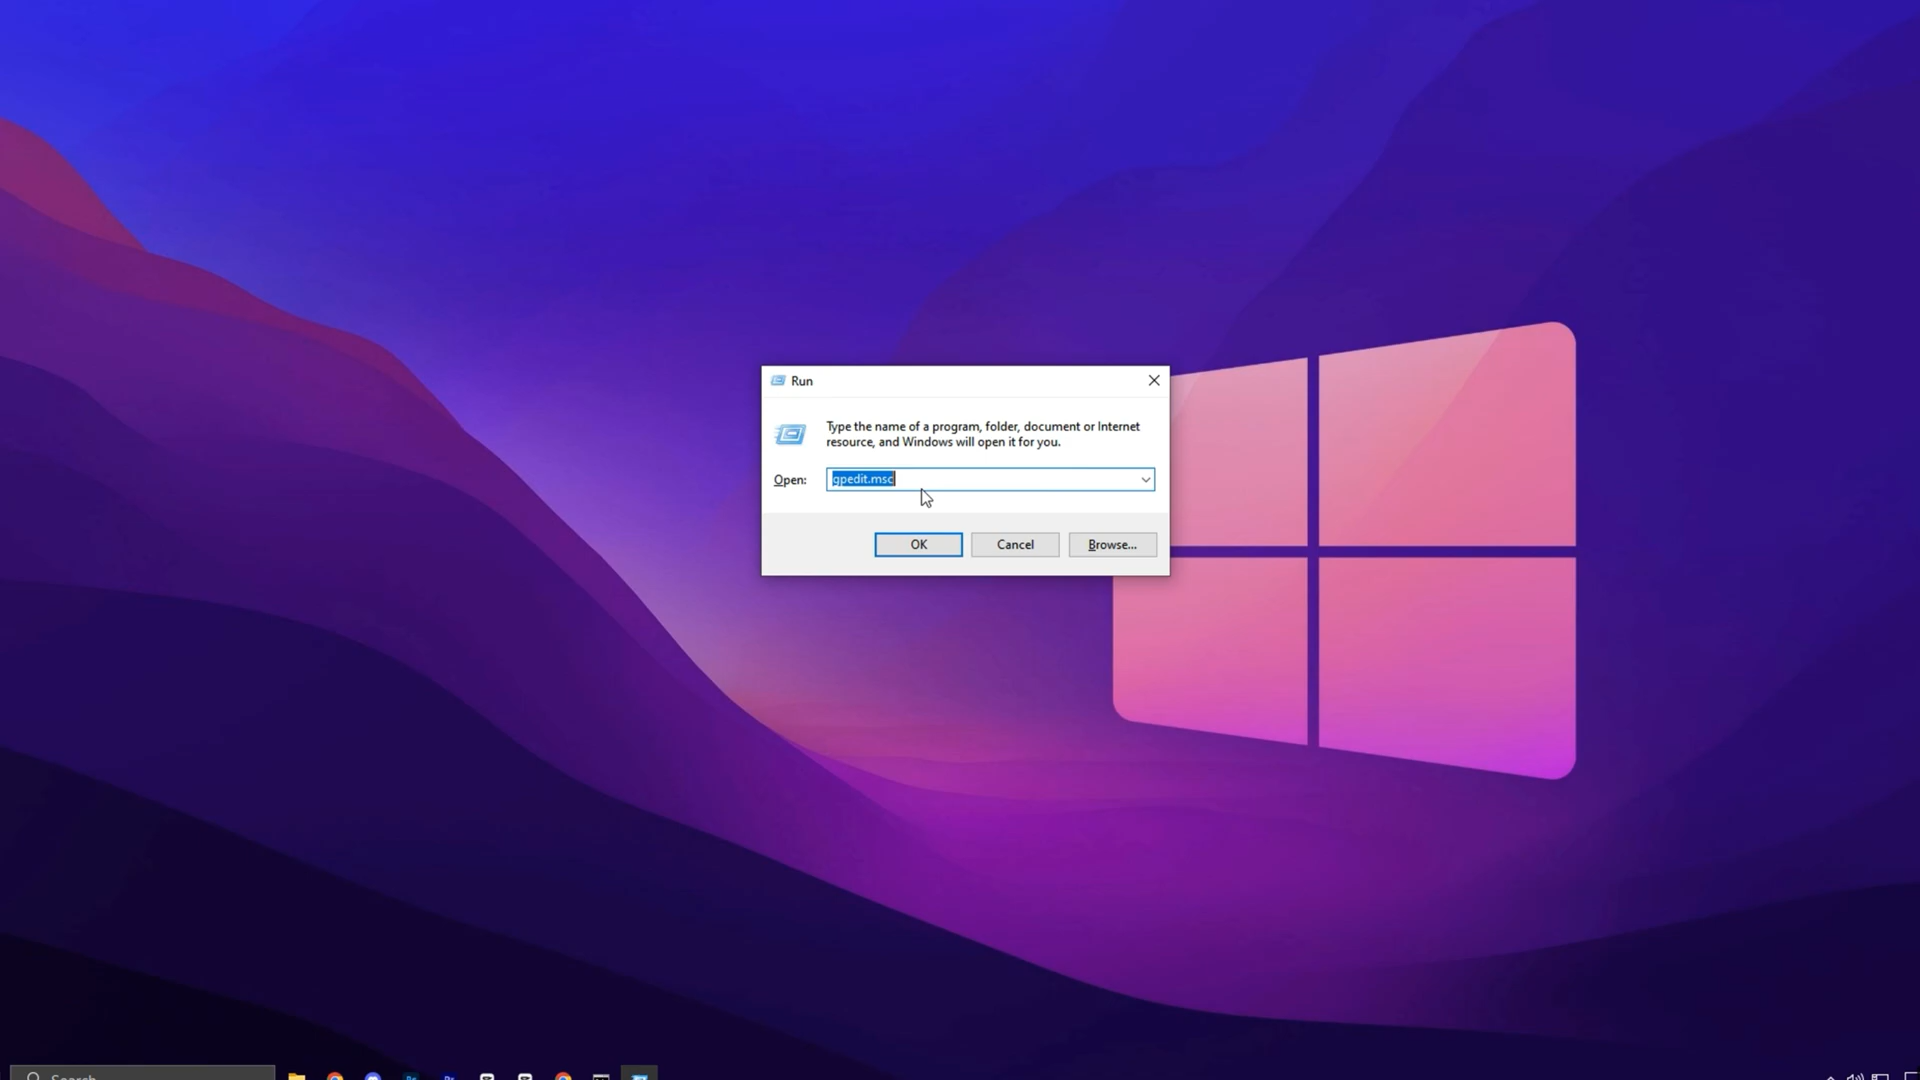 Run
Type the name of a program, folder, document or Internet
resource, and Windows will open it for you.
Open:
gpedit.msc
OK
Cancel
Browse...
Search